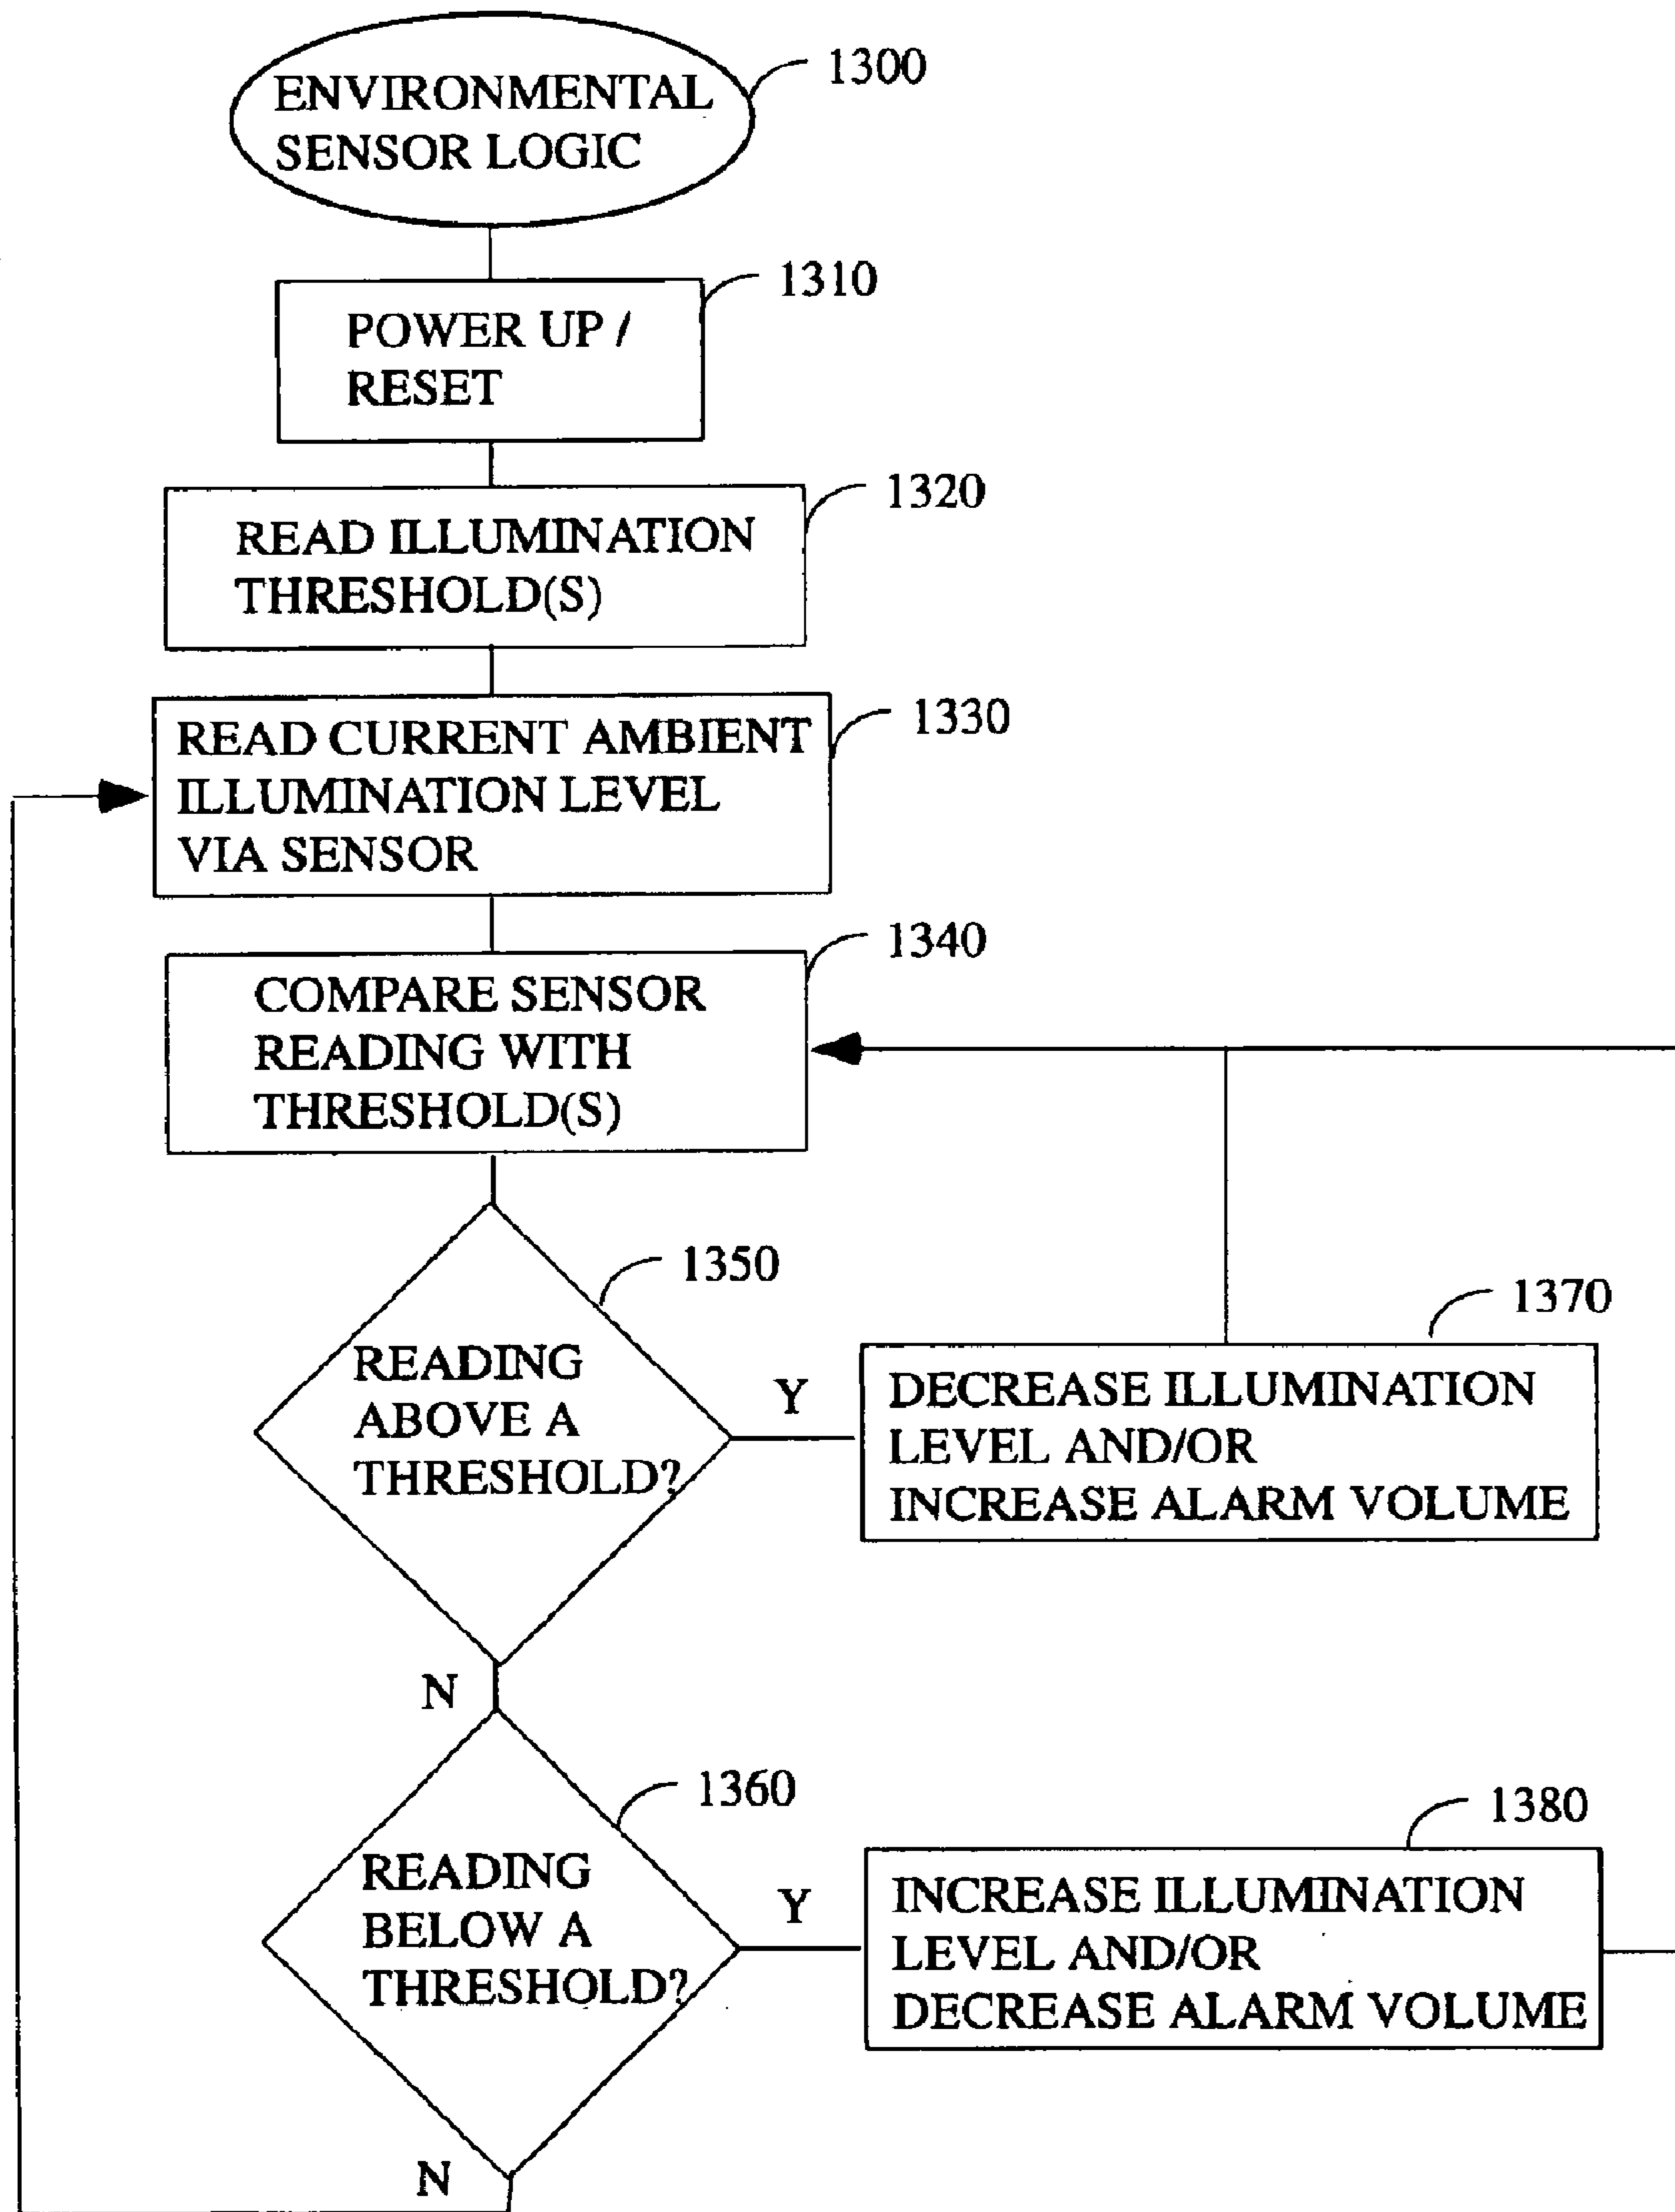 ENVIRONMENTAL
SENSOR LOGIC
1300
POWER UP /
RESET
1310
READ ILLUMINATION
THRESHOLD(S)
1320
READ CURRENT AMBIENT
ILLUMINATION LEVEL
VIA SENSOR
1330
COMPARE SENSOR
READING WITH
THRESHOLD(S)
1340
READING
ABOVE A
THRESHOLD?
1350
Y
DECREASE ILLUMINATION
LEVEL AND/OR
INCREASE ALARM VOLUME
1370
N
READING
BELOW A
THRESHOLD?
1360
Y
INCREASE ILLUMINATION
LEVEL AND/OR
DECREASE ALARM VOLUME
1380
N